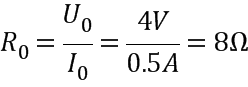 R₀ = U₀/I₀ = 4V/0.5A = 8Ω